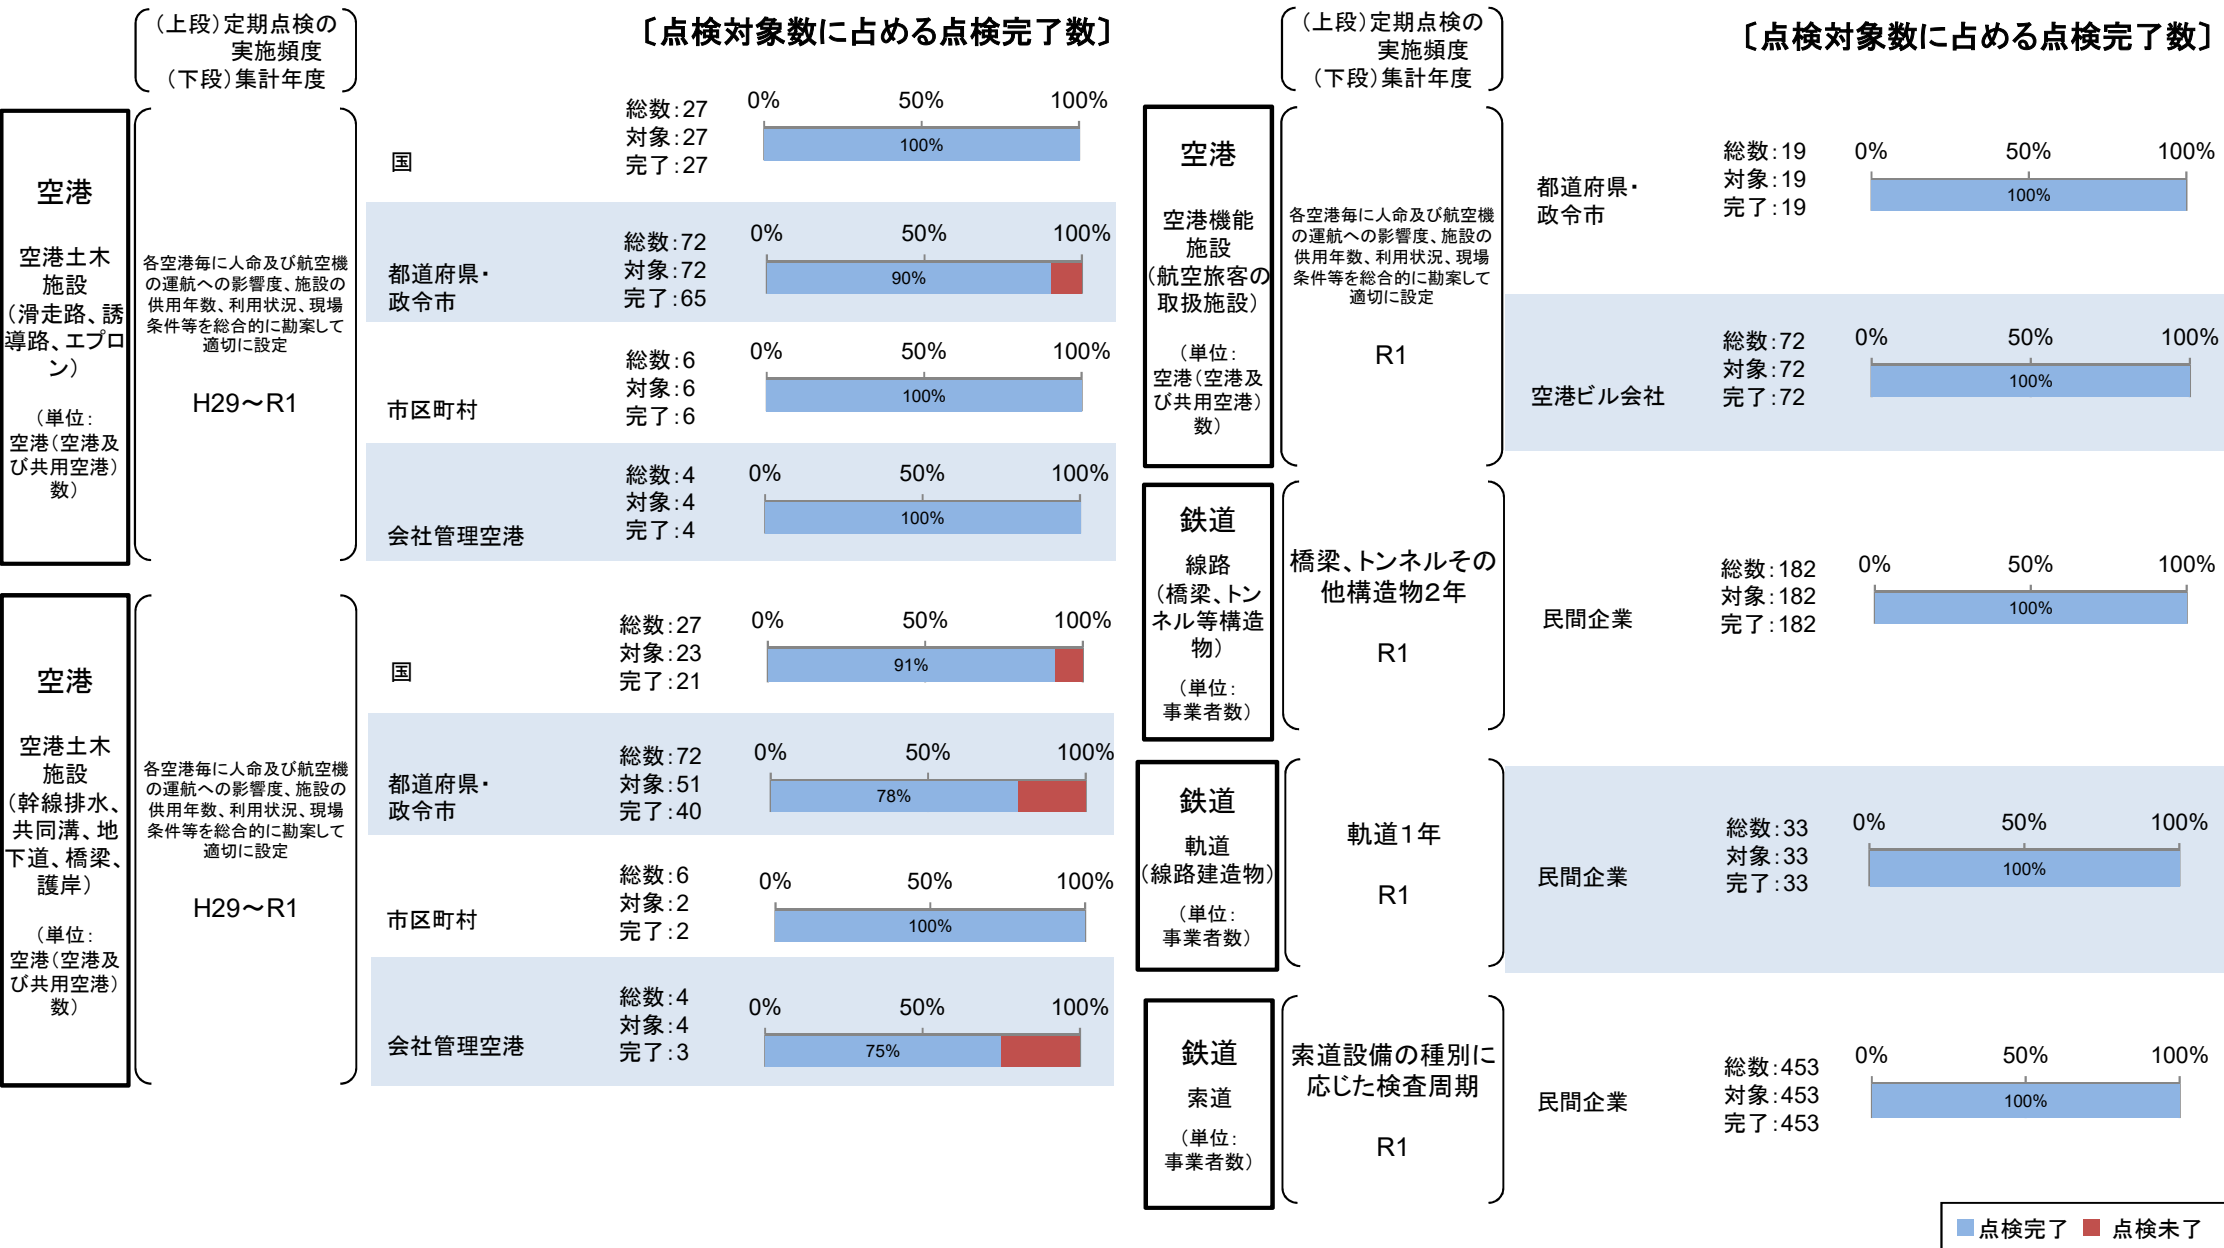 (上段)定期点検の
実施頻度
(下段)集計年度
〔点検対象数に占める点検完了数〕
空港
空港土木
施設
(滑走路、誘
導路、エプロ
ン)
(単位:
空港(空港及
び共用空港)
数)
各空港毎に人命及び航空機
の運航への影響度、施設の
供用年数、利用状況、現場
条件等を総合的に勘案して
適切に設定
H29~R1
国
総数:27
対象:27
完了:27
0% 50% 100%
100%
都道府県・
政令市
総数:72
対象:72
完了:65
0% 50% 100%
90%
市区町村
総数:6
対象:6
完了:6
0% 50% 100%
100%
会社管理空港
総数:4
対象:4
完了:4
0% 50% 100%
100%
空港
空港土木
施設
(幹線排水、
共同溝、地
下道、橋梁、
護岸)
(単位:
空港(空港及
び共用空港)
数)
各空港毎に人命及び航空機
の運航への影響度、施設の
供用年数、利用状況、現場
条件等を総合的に勘案して
適切に設定
H29~R1
国
総数:27
対象:23
完了:21
0% 50% 100%
91%
都道府県・
政令市
総数:72
対象:51
完了:40
0% 50% 100%
78%
市区町村
総数:6
対象:2
完了:2
0% 50% 100%
100%
会社管理空港
総数:4
対象:4
完了:3
0% 50% 100%
75%
(上段)定期点検の
実施頻度
(下段)集計年度
〔点検対象数に占める点検完了数〕
空港
空港機能
施設
(航空旅客の
取扱施設)
(単位:
空港(空港及
び共用空港)
数)
各空港毎に人命及び航空機
の運航への影響度、施設の
供用年数、利用状況、現場
条件等を総合的に勘案して
適切に設定
R1
都道府県・
政令市
総数:19
対象:19
完了:19
0% 50% 100%
100%
空港ビル会社
総数:72
対象:72
完了:72
0% 50% 100%
100%
鉄道
線路
(橋梁、トン
ネル等構造
物)
(単位:
事業者数)
橋梁、トンネルその
他構造物2年
R1
民間企業
総数:182
対象:182
完了:182
0% 50% 100%
100%
鉄道
軌道
(線路建造物)
(単位:
事業者数)
軌道1年
R1
民間企業
総数:33
対象:33
完了:33
0% 50% 100%
100%
鉄道
索道
(単位:
事業者数)
索道設備の種別に
応じた検査周期
R1
民間企業
総数:453
対象:453
完了:453
0% 50% 100%
100%
点検完了 点検未了